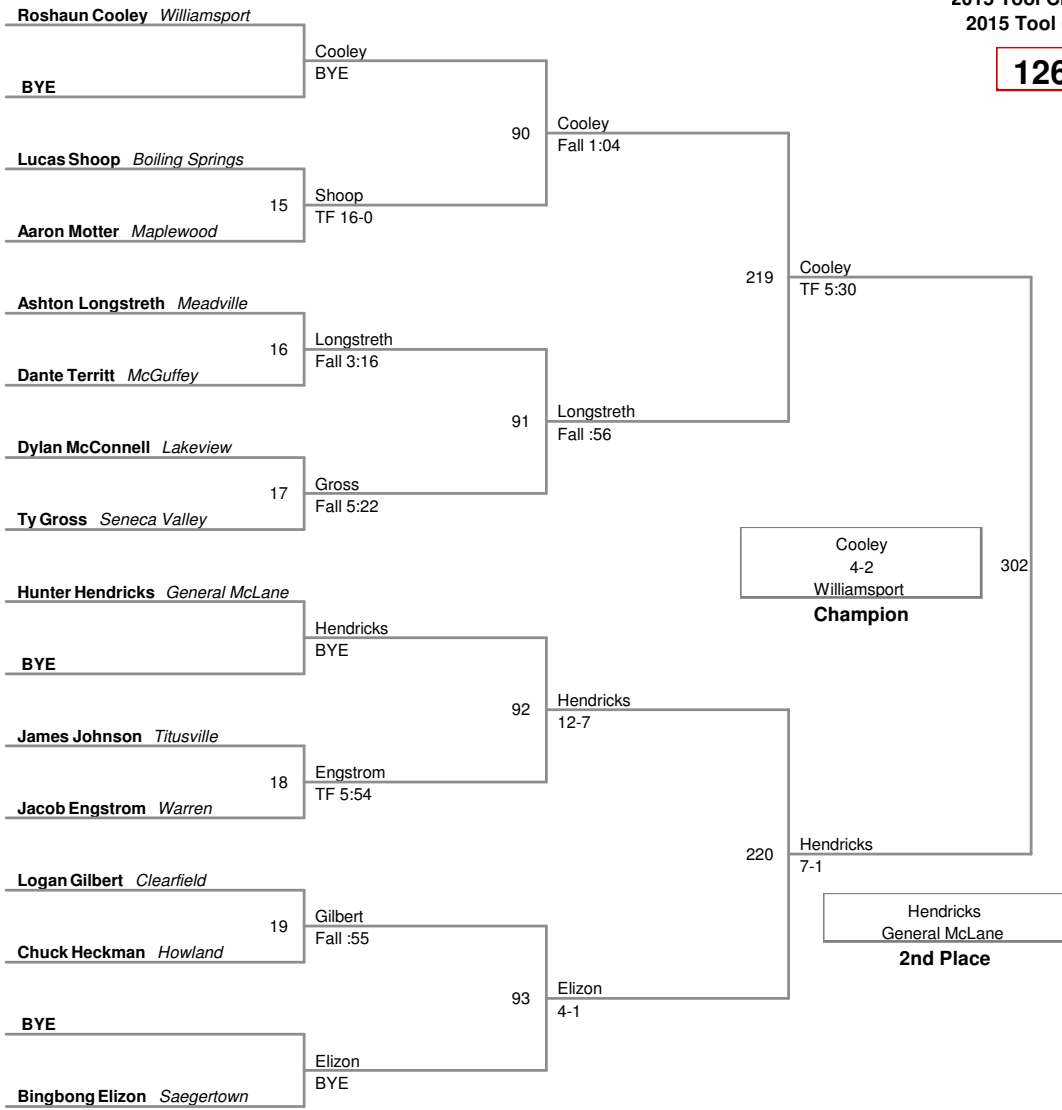 2015 Tool
126
Roshaun Cooley Williamsport
BYE
Cooley
BYE
Lucas Shoop Boiling Springs
15
Aaron Motter Maplewood
Shoop
TF 16-0
90
Cooley
Fall 1:04
Ashton Longstreth Meadville
16
Dante Territt McGuffey
Longstreth
Fall 3:16
Dylan McConnell Lakeview
17
Ty Gross Seneca Valley
Gross
Fall 5:22
91
Longstreth
Fall :56
219
Cooley
TF 5:30
Hunter Hendricks General McLane
BYE
Hendricks
BYE
James Johnson Titusville
18
Jacob Engstrom Warren
Engstrom
TF 5:54
92
Hendricks
12-7
Logan Gilbert Clearfield
19
Chuck Heckman Howland
Gilbert
Fall :55
BYE
Bingbong Elizon Saegertown
Elizon
BYE
93
Elizon
4-1
220
Hendricks
7-1
302
Cooley
4-2
Williamsport
Champion
Hendricks
General McLane
2nd Place